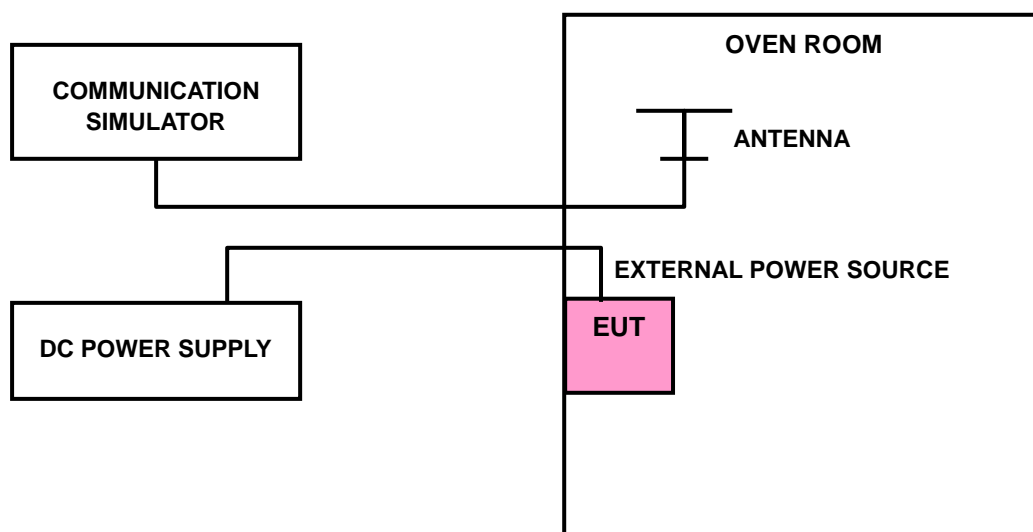 OVEN ROOM
COMMUNICATION
SIMULATOR
ANTENNA
EXTERNAL POWER SOURCE
EUT
DC POWER SUPPLY